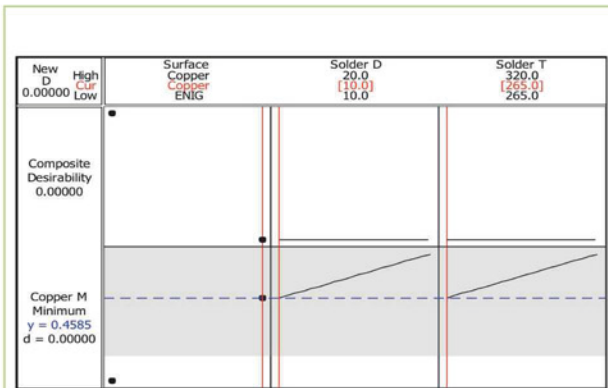 New
D
0.00000
High
Cur
Low
Surface
Copper
Copper
ENIG
Solder D
20.0
[10.0]
10.0
Solder T
320.0
[265.0]
265.0
Composite
Desirability
0.00000
Copper M
Minimum
y = 0.4585
d = 0.00000